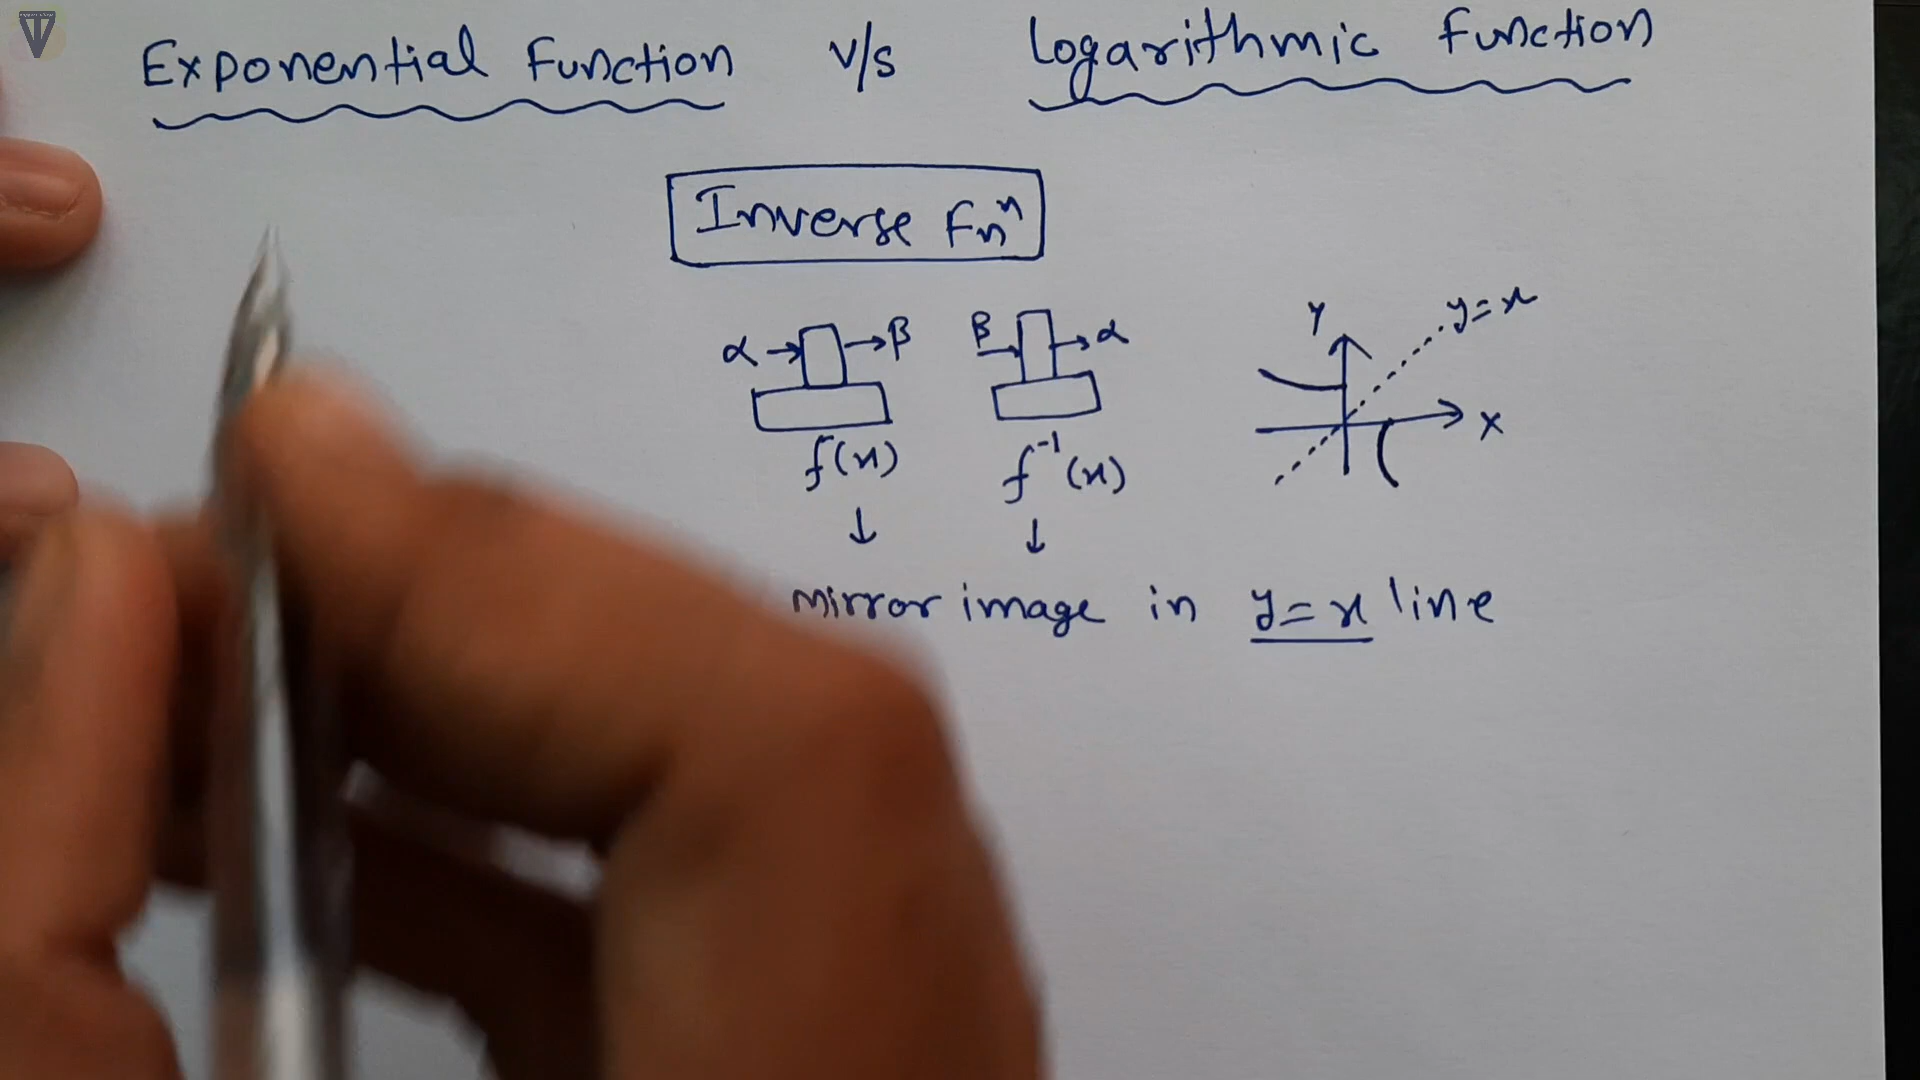 Exponential Function v/s Logarithmic Function
Inverse Fnⁿ
α → β β → α
f(x) f⁻¹(x)
Y
y=x
X
↓ ↓
mirror image in y=x line